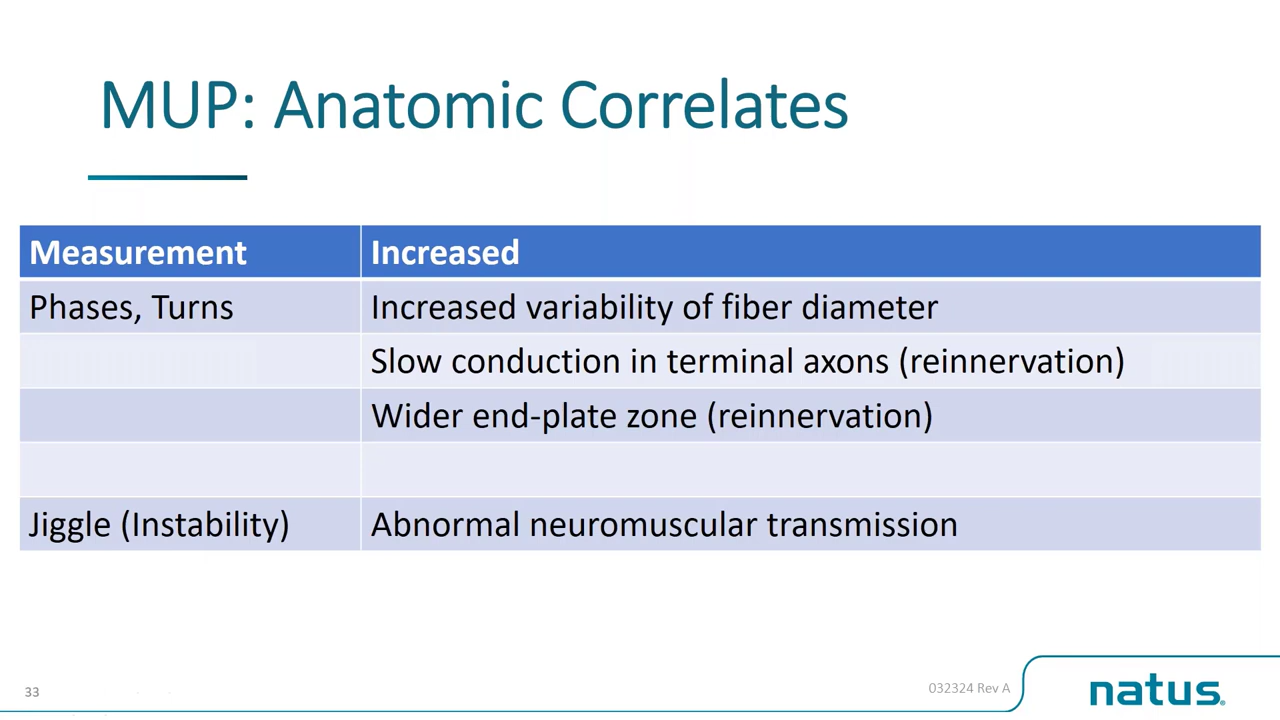 MUP: Anatomic Correlates
Measurement Increased
Phases, Turns Increased variability of fiber diameter
Slow conduction in terminal axons (reinnervation)
Wider end-plate zone (reinnervation)
Jiggle (Instability) Abnormal neuromuscular transmission
33
032324 Rev A
natus®